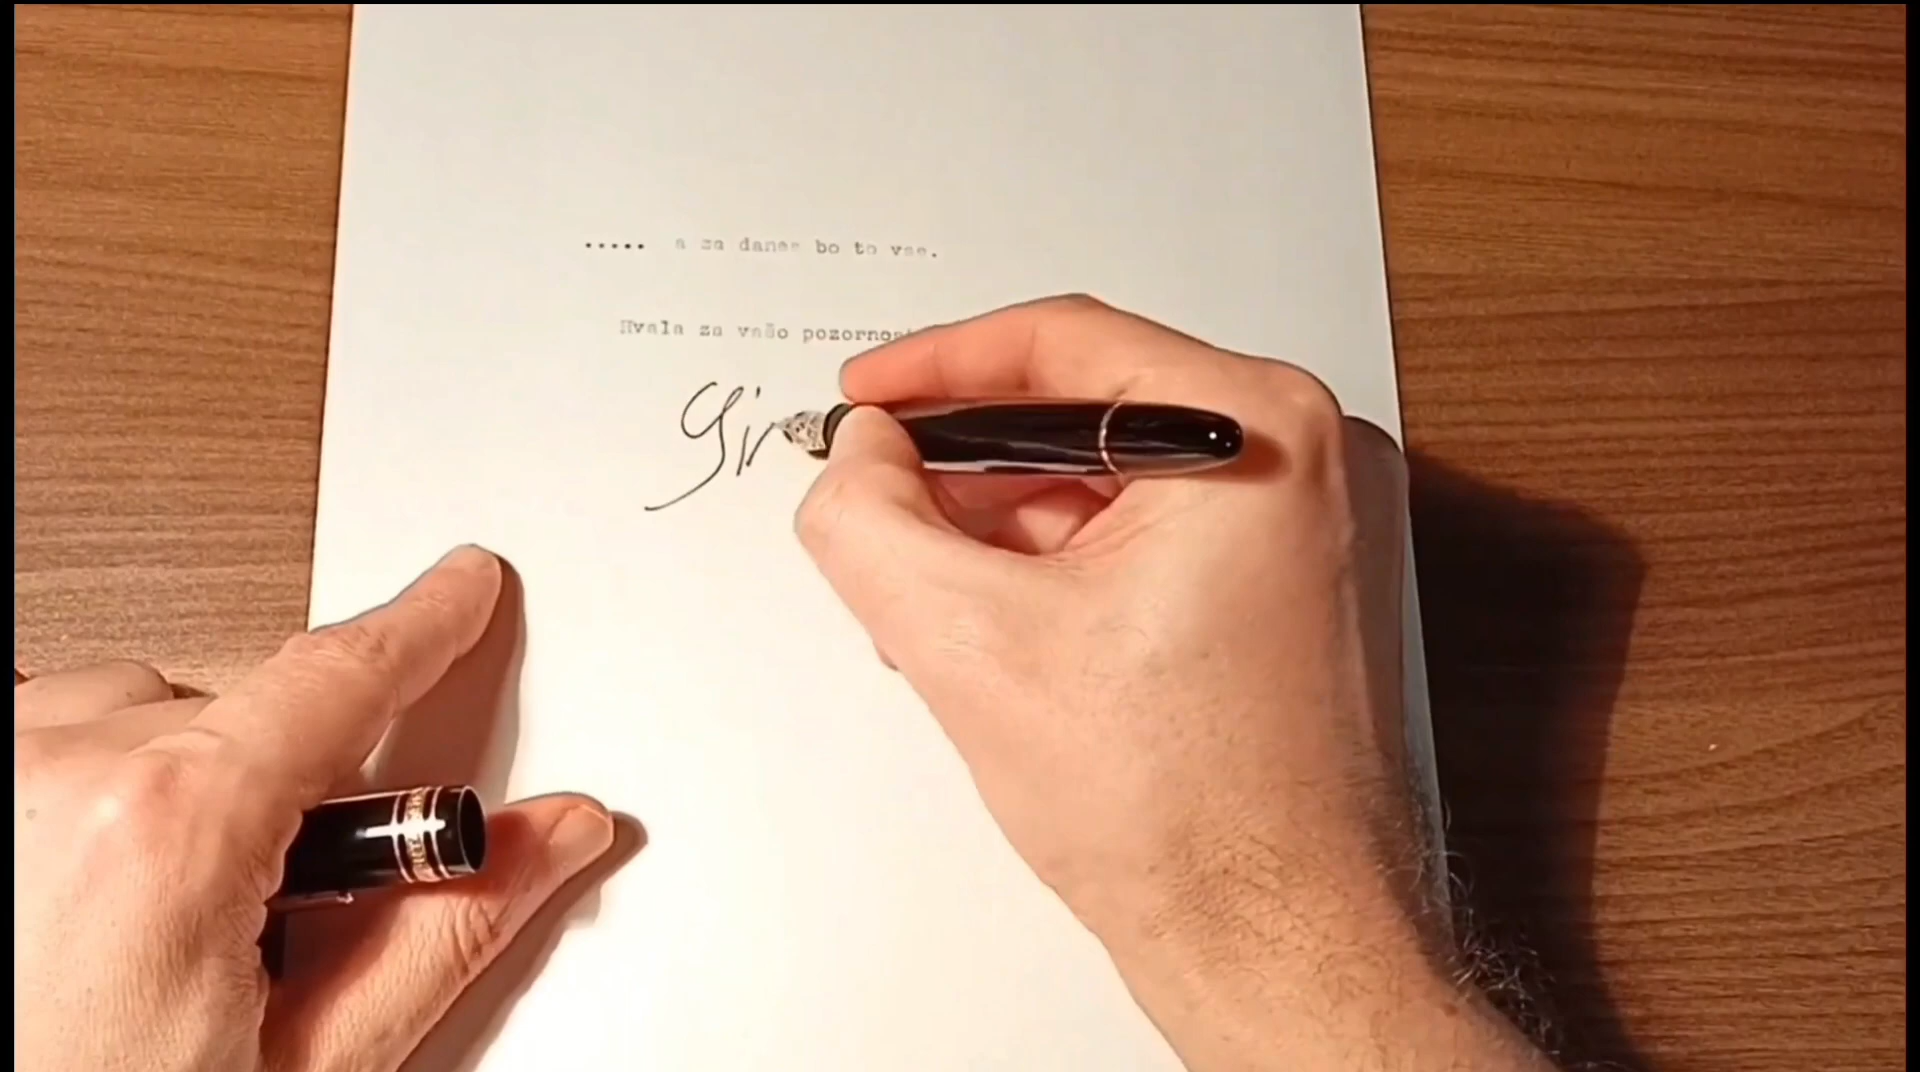 ..... a za danes bo to vse.
Hvala za vašo pozornost